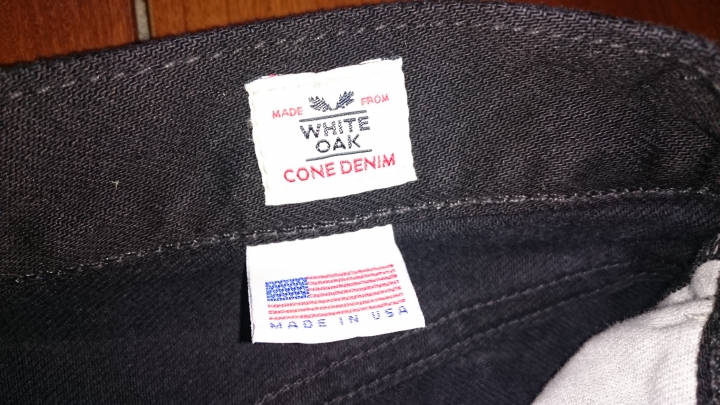 MADE FROM
WHITE
OAK
CONE DENIM
MADE IN USA